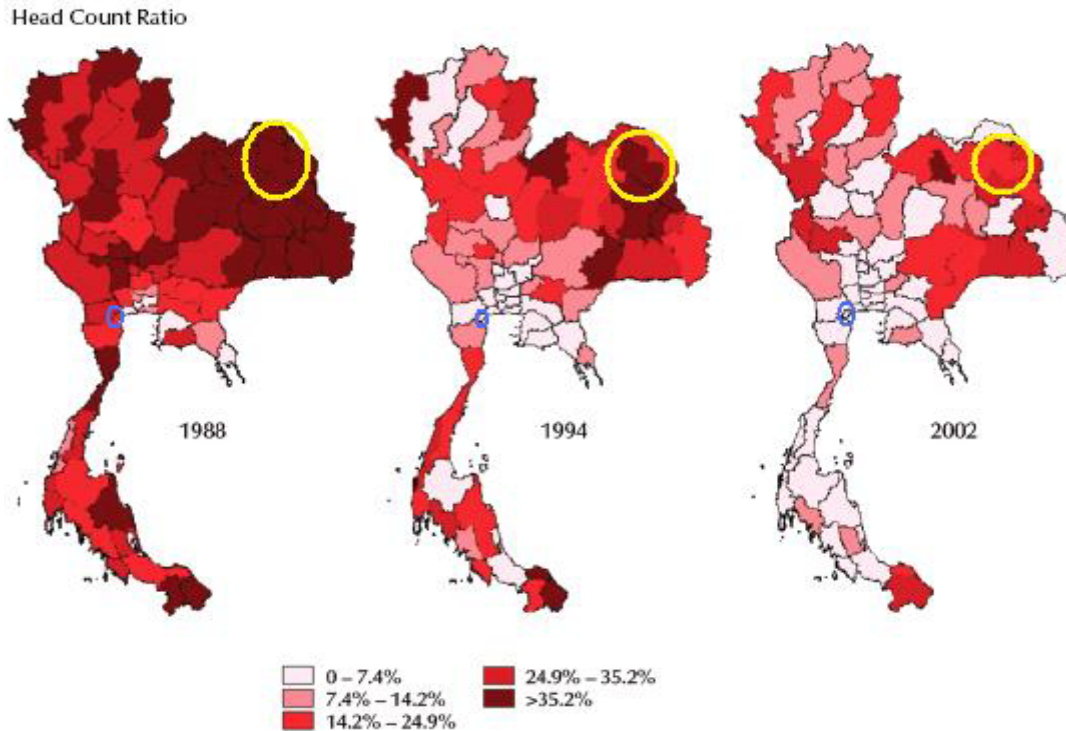 Head Count Ratio
1988
1994
2002
0 – 7.4%
7.4% – 14.2%
14.2% – 24.9%
24.9% – 35.2%
>35.2%